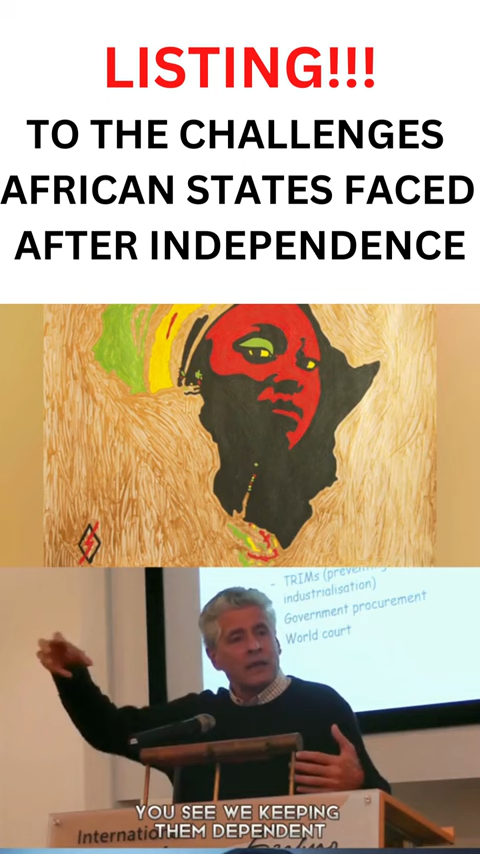 LISTING!!!
TO THE CHALLENGES
AFRICAN STATES FACED
AFTER INDEPENDENCE
- TRIMs
industrialisation)
Government procurement
World court
YOU SEE WE KEEPING
THEM DEPENDENT